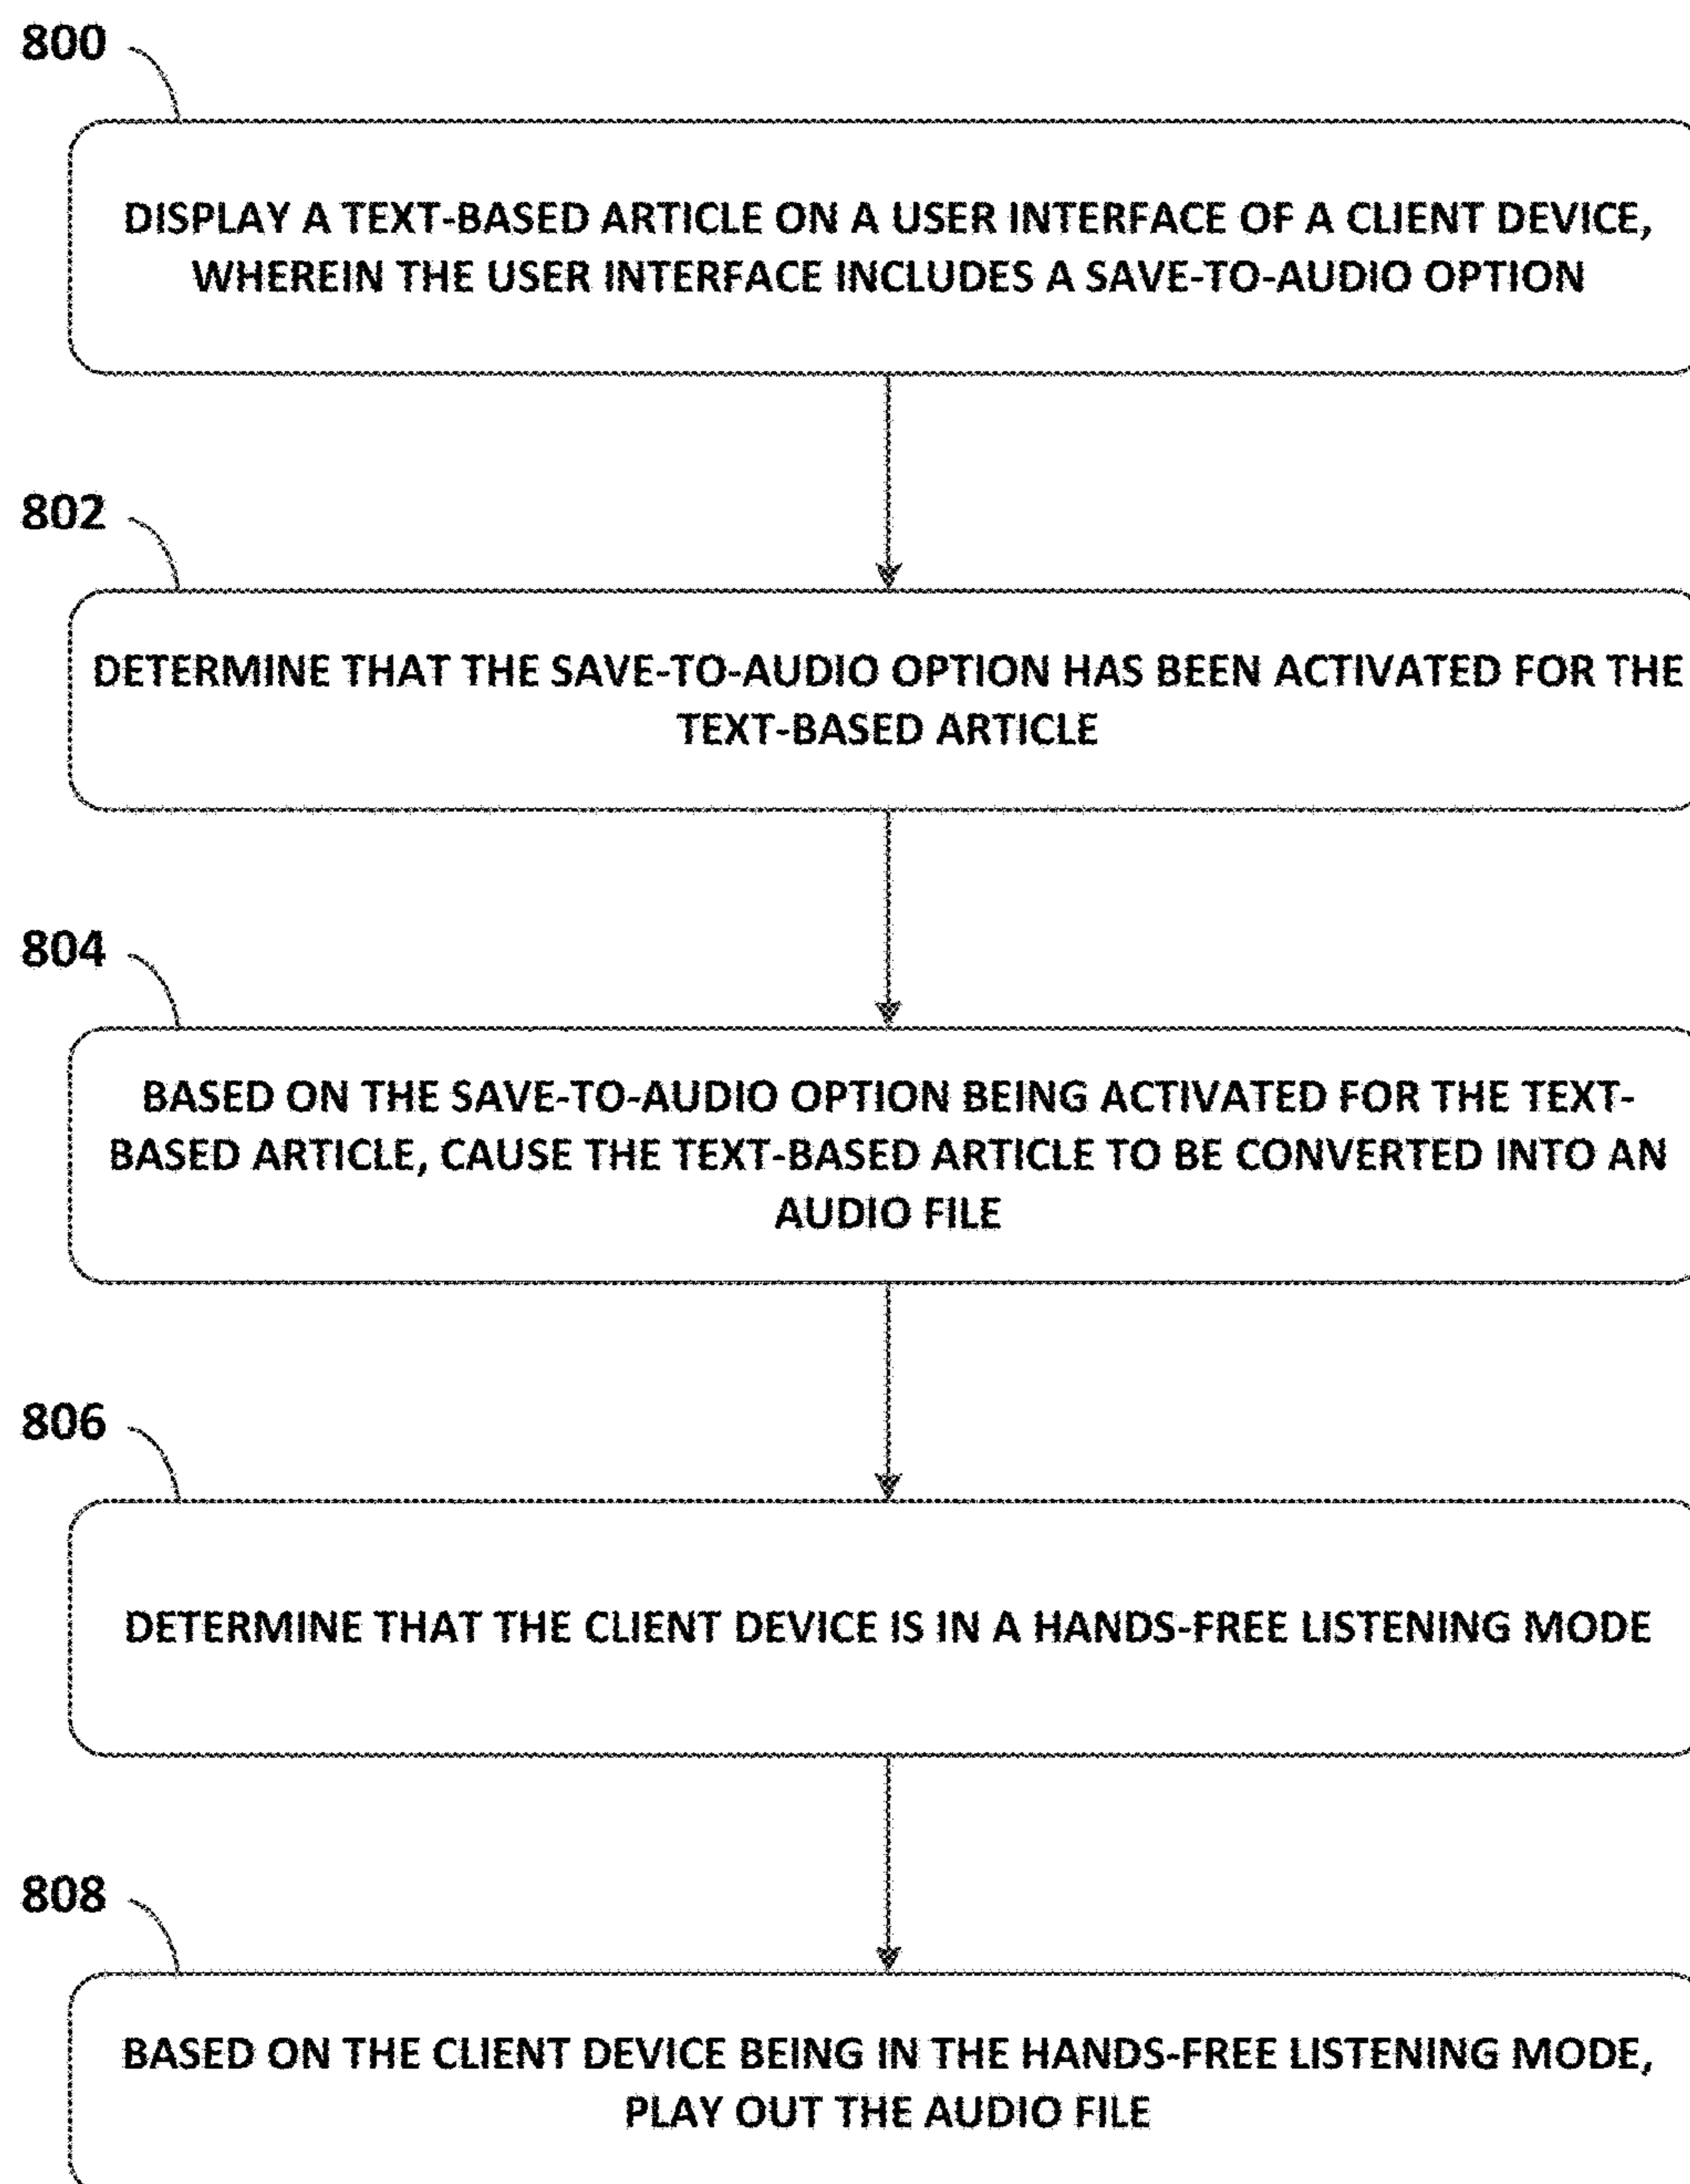 800
DISPLAY A TEXT-BASED ARTICLE ON A USER INTERFACE OF A CLIENT DEVICE,
WHEREIN THE USER INTERFACE INCLUDES A SAVE-TO-AUDIO OPTION
802
DETERMINE THAT THE SAVE-TO-AUDIO OPTION HAS BEEN ACTIVATED FOR THE
TEXT-BASED ARTICLE
804
BASED ON THE SAVE-TO-AUDIO OPTION BEING ACTIVATED FOR THE TEXT-
BASED ARTICLE, CAUSE THE TEXT-BASED ARTICLE TO BE CONVERTED INTO AN
AUDIO FILE
806
DETERMINE THAT THE CLIENT DEVICE IS IN A HANDS-FREE LISTENING MODE
808
BASED ON THE CLIENT DEVICE BEING IN THE HANDS-FREE LISTENING MODE,
PLAY OUT THE AUDIO FILE